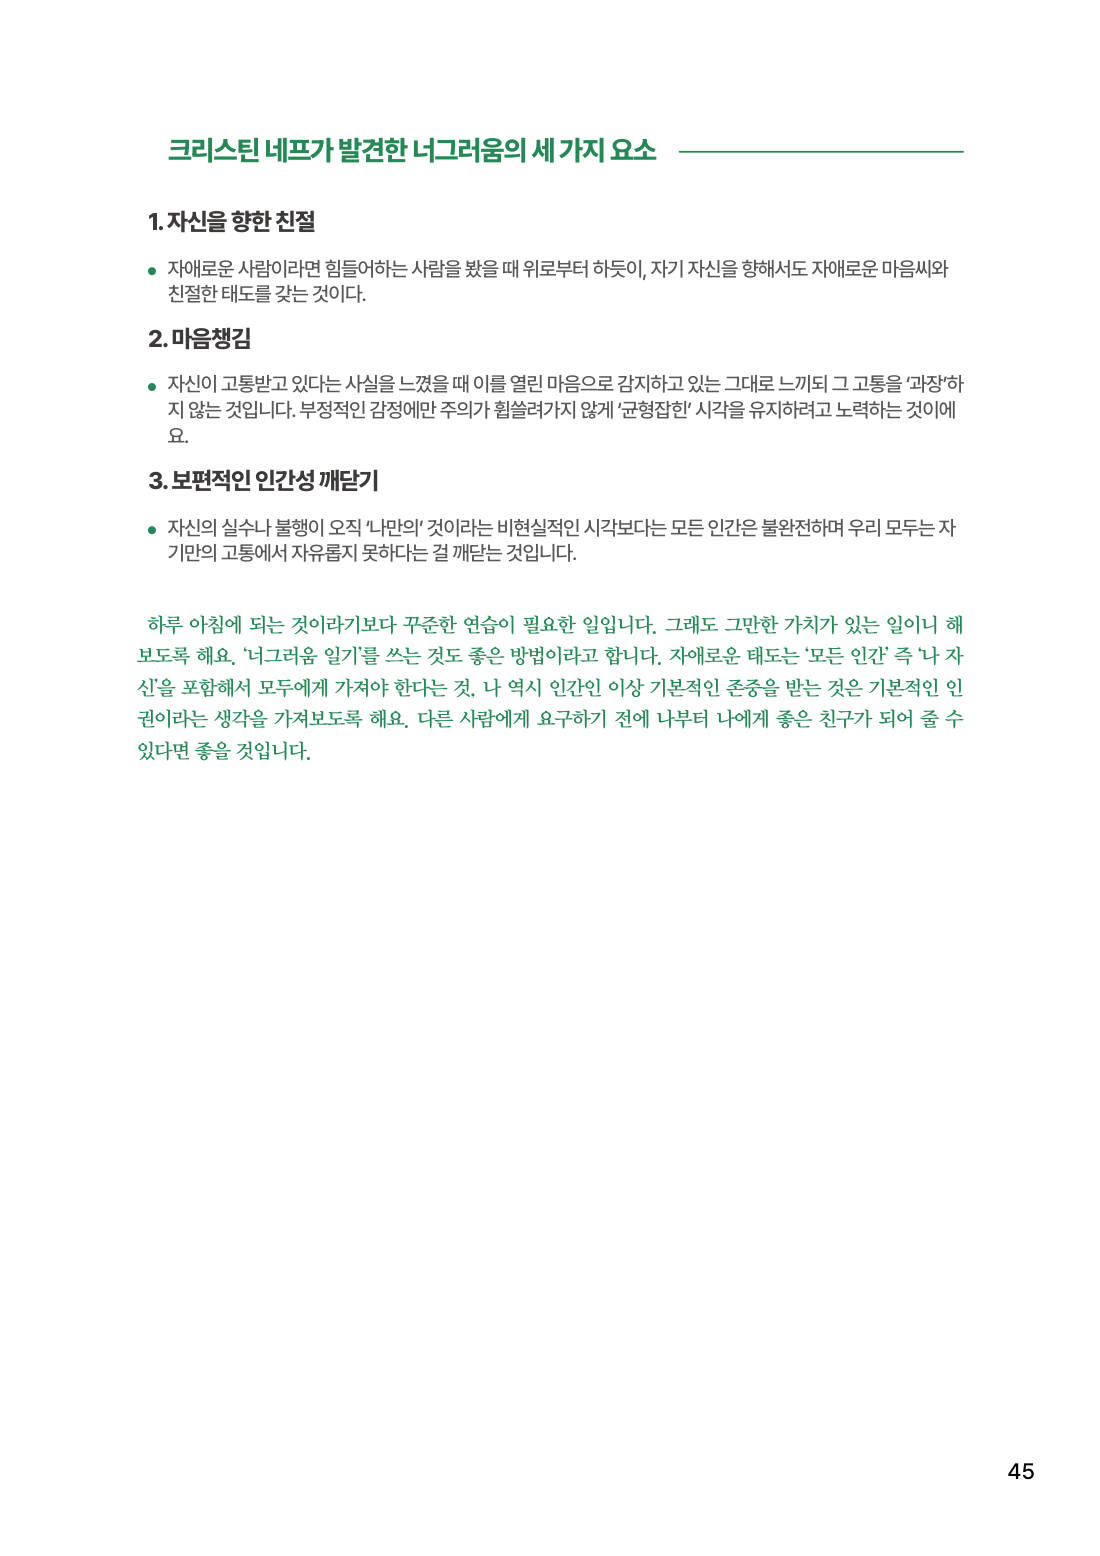 크리스틴 네프가 발견한 너그러움의 세 가지 요소
1. 자신을 향한 친절
• 자애로운 사람이라면 힘들어하는 사람을 봤을 때 위로부터 하듯이, 자기 자신을 향해서도 자애로운 마음씨와
친절한 태도를 갖는 것이다.
2. 마음챙김
• 자신이 고통받고 있다는 사실을 느꼈을 때 이를 열린 마음으로 감지하고 있는 그대로 느끼되 그 고통을 ‘과장’하
지 않는 것입니다. 부정적인 감정에만 주의가 휩쓸려가지 않게 ‘균형잡힌’ 시각을 유지하려고 노력하는 것이에
요.
3. 보편적인 인간성 깨닫기
• 자신의 실수나 불행이 오직 ‘나만의’ 것이라는 비현실적인 시각보다는 모든 인간은 불완전하며 우리 모두는 자
기만의 고통에서 자유롭지 못하다는 걸 깨닫는 것입니다.
하루 아침에 되는 것이라기보다 꾸준한 연습이 필요한 일입니다. 그래도 그만한 가치가 있는 일이니 해
보도록 해요. ‘너그러움 일기’를 쓰는 것도 좋은 방법이라고 합니다. 자애로운 태도는 ‘모든 인간’ 즉 ‘나 자
신’을 포함해서 모두에게 가져야 한다는 것. 나 역시 인간인 이상 기본적인 존중을 받는 것은 기본적인 인
권이라는 생각을 가져보도록 해요. 다른 사람에게 요구하기 전에 나부터 나에게 좋은 친구가 되어 줄 수
있다면 좋을 것입니다.
45